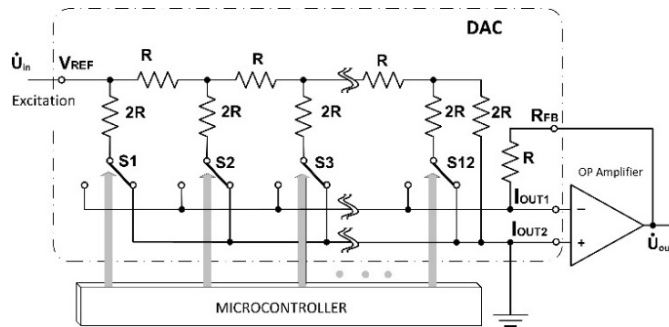 DAC
U̇in
VREF
R
R
R
Excitation
2R
2R
2R
2R
2R
RFB
S1
S2
S3
S12
R
OP Amplifier
IOUT1
−
IOUT2
+
U̇ou
MICROCONTROLLER